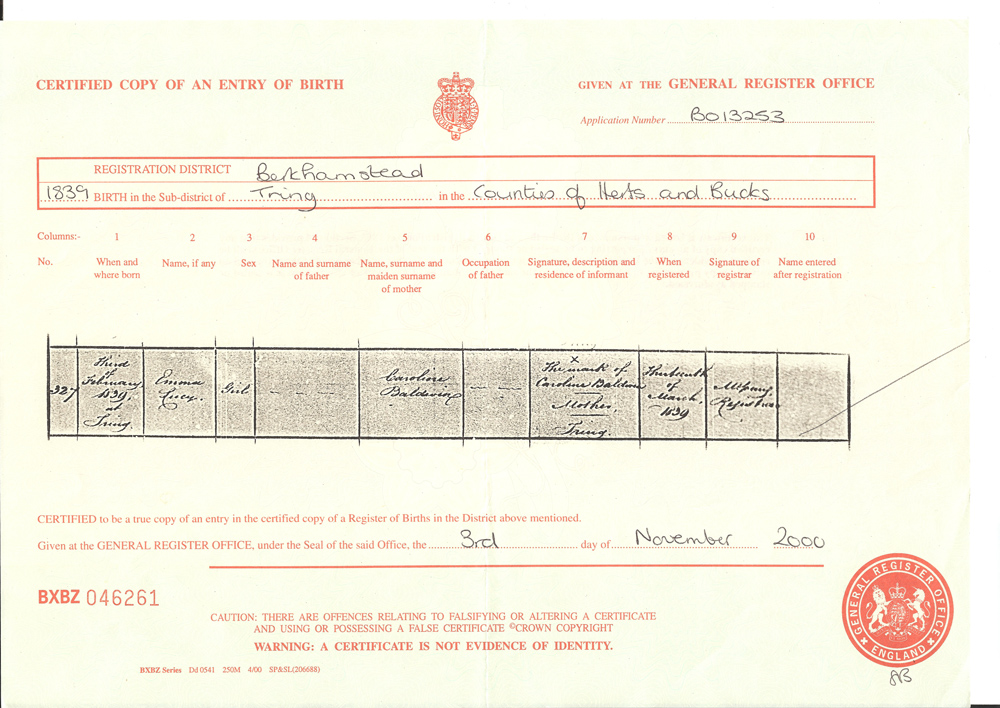 CERTIFIED COPY OF AN ENTRY OF BIRTH
GIVEN AT THE GENERAL REGISTER OFFICE
Application Number B013253
REGISTRATION DISTRICT Berkhamstead
1839 BIRTH in the Sub-district of Tring in the Counties of Herts and Bucks
Columns:- 1 2 3 4 5 6 7 8 9 10
No.
When and
where born
Name, if any
Sex
Name and surname
of father
Name, surname and
maiden surname
of mother
Occupation
of father
Signature, description and
residence of informant
When
registered
Signature of
registrar
Name entered
after registration
327
Third
of
February
1839.
at
Tring.
Emma
Lucy.
Girl
Caroline
Baldwin
X
The mark of
Caroline Baldwin
Mother.
Tring.
Thirteenth
of
March.
1839
Registrar
CERTIFIED to be a true copy of an entry in the certified copy of a Register of Births in the District above mentioned.
Given at the GENERAL REGISTER OFFICE, under the Seal of the said Office, the 3rd day of November 2000
BXBZ 046261
CAUTION: THERE ARE OFFENCES RELATING TO FALSIFYING OR ALTERING A CERTIFICATE
AND USING OR POSSESSING A FALSE CERTIFICATE ©CROWN COPYRIGHT
WARNING: A CERTIFICATE IS NOT EVIDENCE OF IDENTITY.
BXBZ Series Dd 0541 250M 4/00 SP&SL(206688)
GENERAL REGISTER OFFICE
ENGLAND